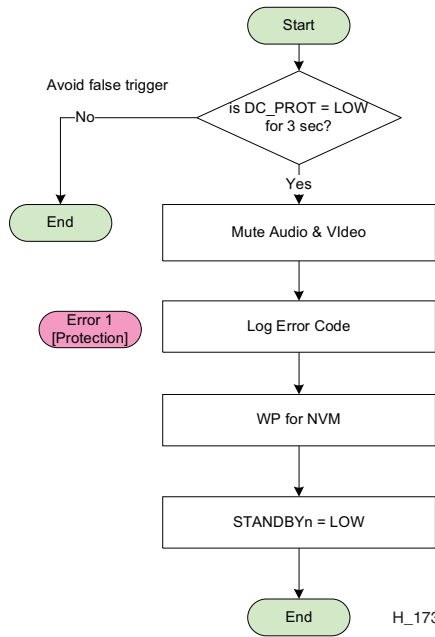 Start
Avoid false trigger
is DC_PROT = LOW
for 3 sec?
No
Yes
End
Mute Audio & VIdeo
Error 1
[Protection]
Log Error Code
WP for NVM
STANDBYn = LOW
End
H_173